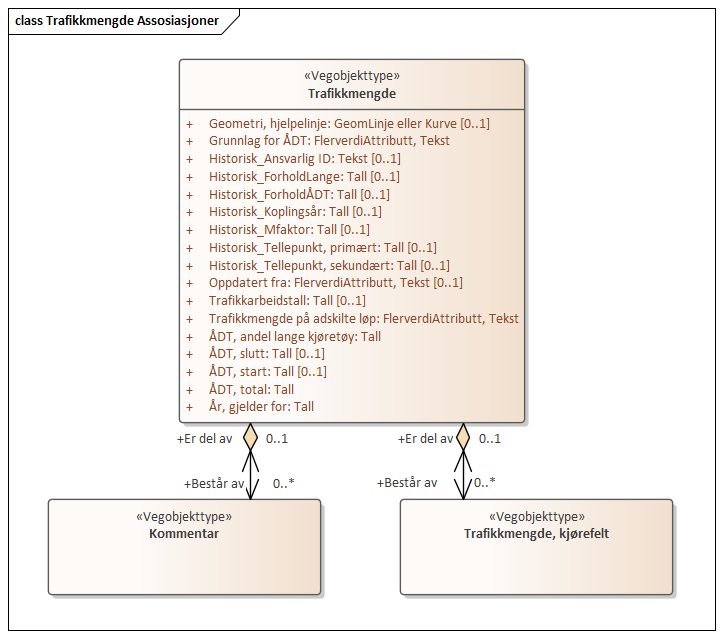 class Trafikkmengde Assosiasjoner
«Vegobjekttype»
Trafikkmengde
+ Geometri, hjelpelinje: GeomLinje eller Kurve [0..1]
+ Grunnlag for ÅDT: FlerverdiAttributt, Tekst
+ Historisk_Ansvarlig ID: Tekst [0..1]
+ Historisk_ForholdLange: Tall [0..1]
+ Historisk_ForholdÅDT: Tall [0..1]
+ Historisk_Koplingsår: Tall [0..1]
+ Historisk_Mfaktor: Tall [0..1]
+ Historisk_Tellepunkt, primært: Tall [0..1]
+ Historisk_Tellepunkt, sekundært: Tall [0..1]
+ Oppdatert fra: FlerverdiAttributt, Tekst [0..1]
+ Trafikkarbeidstall: Tall [0..1]
+ Trafikkmengde på adskilte løp: FlerverdiAttributt, Tekst
+ ÅDT, andel lange kjøretøy: Tall
+ ÅDT, slutt: Tall [0..1]
+ ÅDT, start: Tall [0..1]
+ ÅDT, total: Tall
+ År, gjelder for: Tall
+Er del av 0..1 +Er del av 0..1
+Består av 0..* +Består av 0..*
«Vegobjekttype»
Kommentar
«Vegobjekttype»
Trafikkmengde, kjørefelt